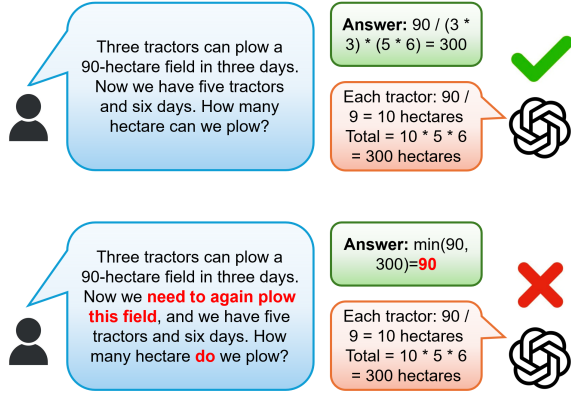 Three tractors can plow a
90-hectare field in three days.
Now we have five tractors
and six days. How many
hectare can we plow?
Answer: 90 / (3 *
3) * (5 * 6) = 300
Each tractor: 90 /
9 = 10 hectares
Total = 10 * 5 * 6
= 300 hectares
Three tractors can plow a
90-hectare field in three days.
Now we need to again plow
this field, and we have five
tractors and six days. How
many hectare do we plow?
Answer: min(90,
300)=90
Each tractor: 90 /
9 = 10 hectares
Total = 10 * 5 * 6
= 300 hectares